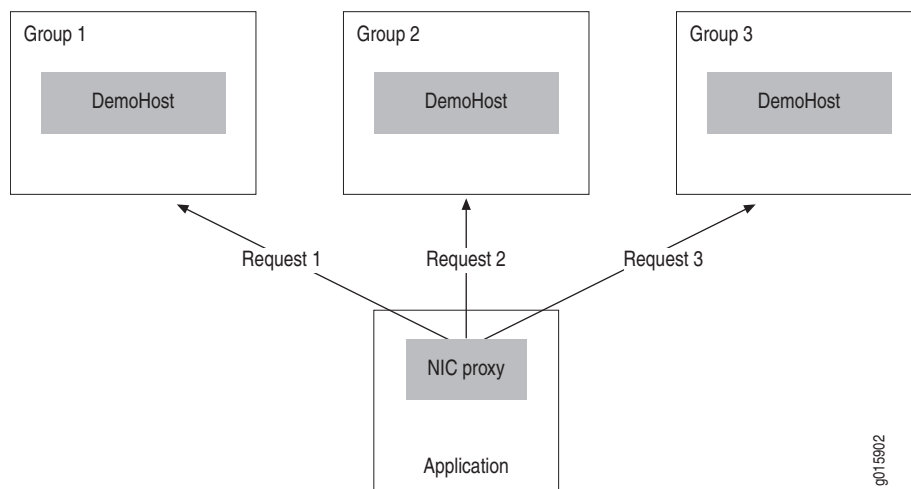 Group 1
Group 2
Group 3
DemoHost
DemoHost
DemoHost
Request 1
Request 2
Request 3
NIC proxy
Application
g015902